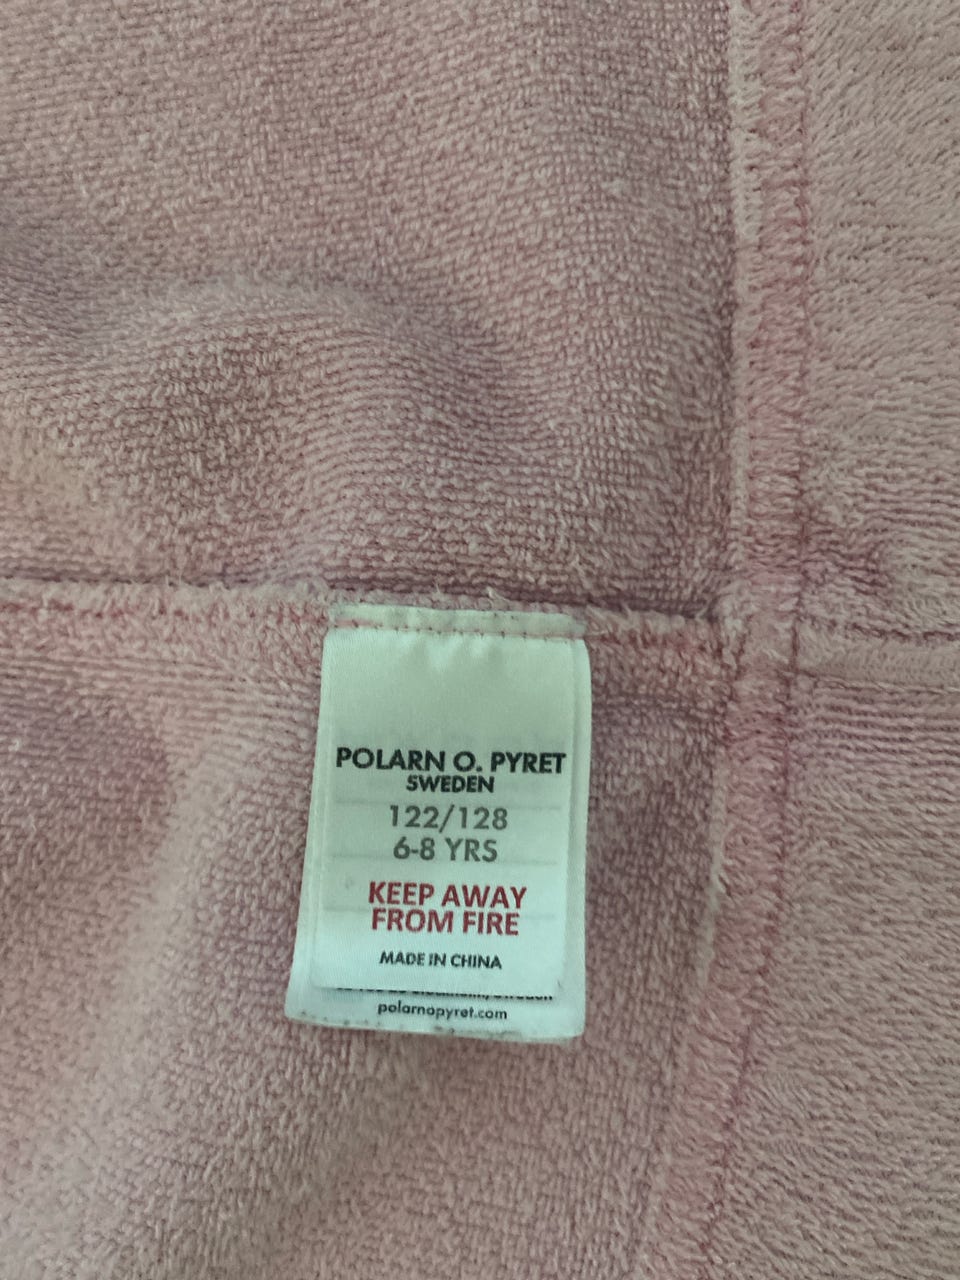 POLARN O. PYRET
SWEDEN
122/128
6-8 YRS
KEEP AWAY
FROM FIRE
MADE IN CHINA
polarnopyret.com